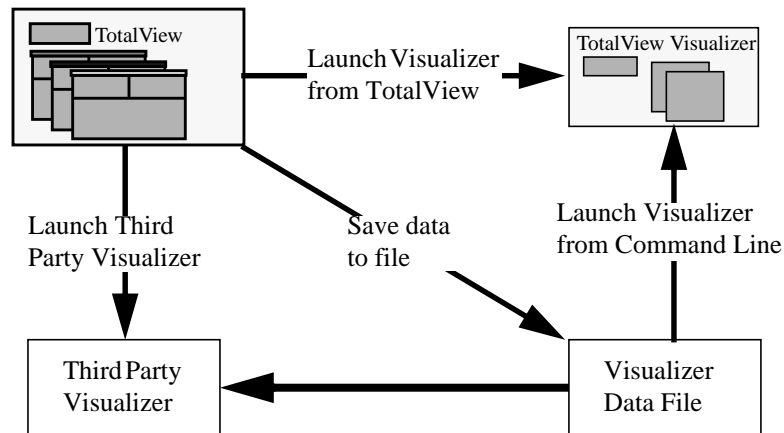 TotalView
Launch Visualizer
from TotalView
TotalView Visualizer
Launch Third
Party Visualizer
Save data
to file
Launch Visualizer
from Command Line
Third Party
Visualizer
Visualizer
Data File